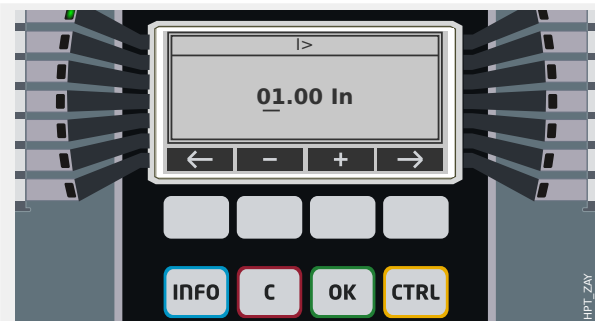 I>
01.00 In
← − + →
INFO C OK CTRL
HPT_ZAY